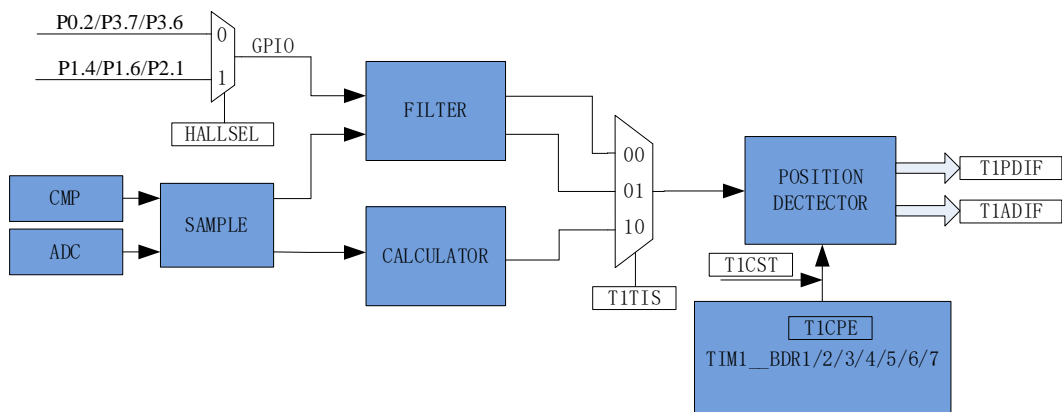 P0.2/P3.7/P3.6
0
GPIO
P1.4/P1.6/P2.1
1
HALLSEL
FILTER
CMP
ADC
SAMPLE
CALCULATOR
00
01
10
T1TIS
POSITION
DECTECTOR
T1PDIF
T1ADIF
T1CST
T1CPE
TIM1__BDR1/2/3/4/5/6/7